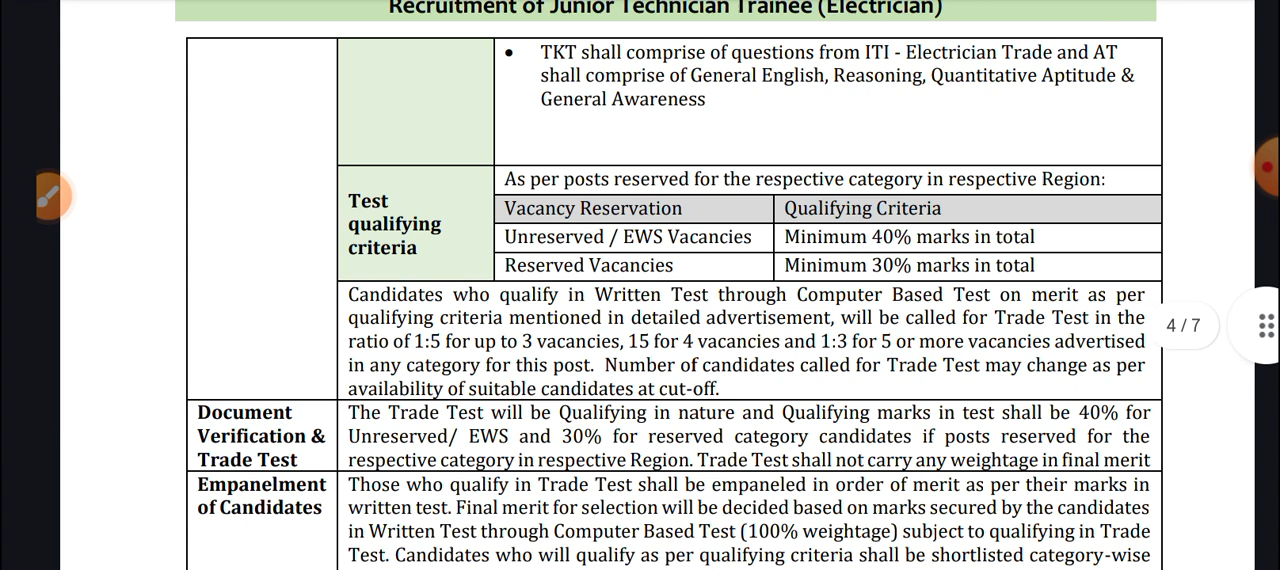 Recruitment of Junior Technician Trainee (Electrician)
• TKT shall comprise of questions from ITI - Electrician Trade and AT
shall comprise of General English, Reasoning, Quantitative Aptitude &
General Awareness
Test
qualifying
criteria
As per posts reserved for the respective category in respective Region:
Vacancy Reservation Qualifying Criteria
Unreserved / EWS Vacancies Minimum 40% marks in total
Reserved Vacancies Minimum 30% marks in total
Candidates who qualify in Written Test through Computer Based Test on merit as per
qualifying criteria mentioned in detailed advertisement, will be called for Trade Test in the
ratio of 1:5 for up to 3 vacancies, 15 for 4 vacancies and 1:3 for 5 or more vacancies advertised
in any category for this post. Number of candidates called for Trade Test may change as per
availability of suitable candidates at cut-off.
4 / 7
Document
Verification &
Trade Test
The Trade Test will be Qualifying in nature and Qualifying marks in test shall be 40% for
Unreserved/ EWS and 30% for reserved category candidates if posts reserved for the
respective category in respective Region. Trade Test shall not carry any weightage in final merit
Empanelment
of Candidates
Those who qualify in Trade Test shall be empaneled in order of merit as per their marks in
written test. Final merit for selection will be decided based on marks secured by the candidates
in Written Test through Computer Based Test (100% weightage) subject to qualifying in Trade
Test. Candidates who will qualify as per qualifying criteria shall be shortlisted category-wise